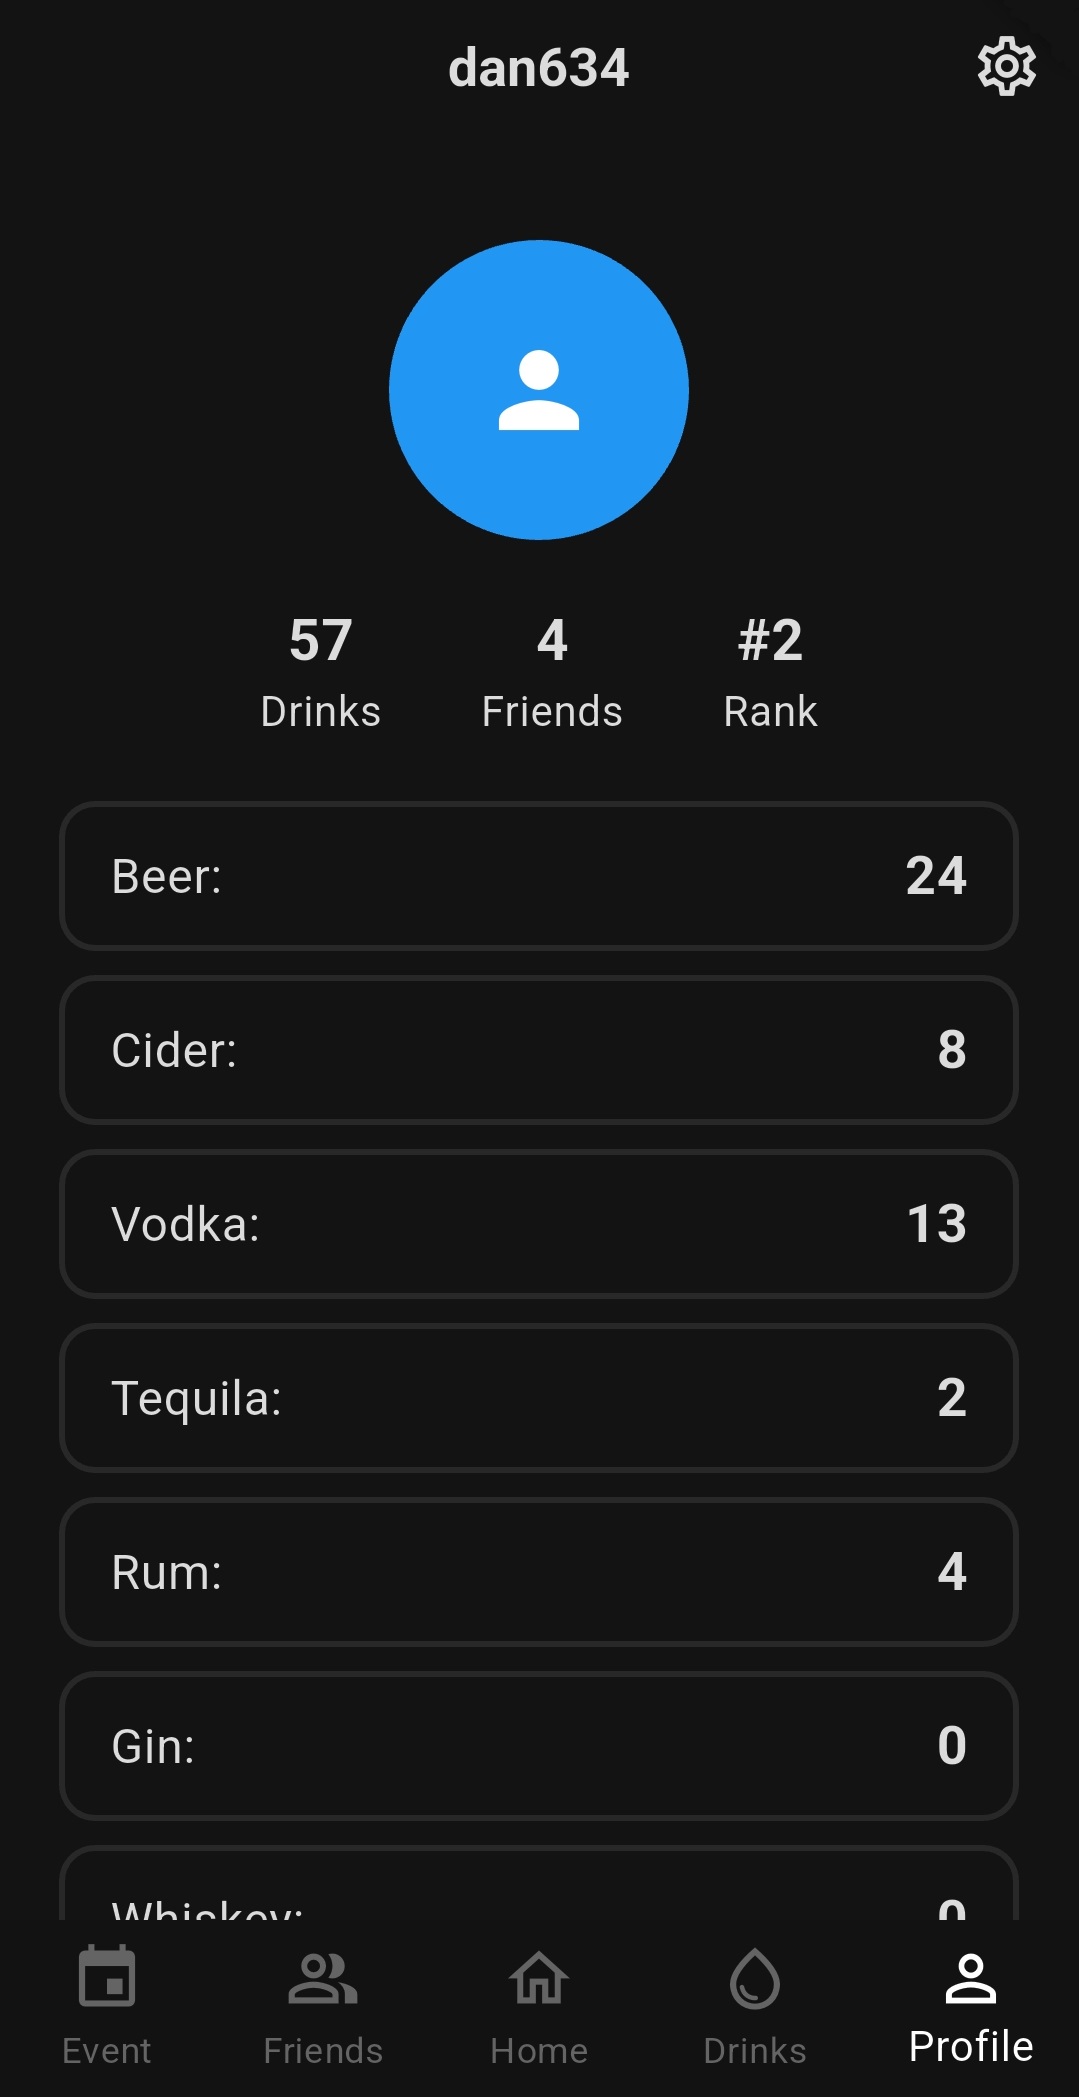 dan634
57 4 #2
Drinks Friends Rank
Beer: 24
Cider: 8
Vodka: 13
Tequila: 2
Rum: 4
Gin: 0
Whiskey: 0
Event Friends Home Drinks Profile